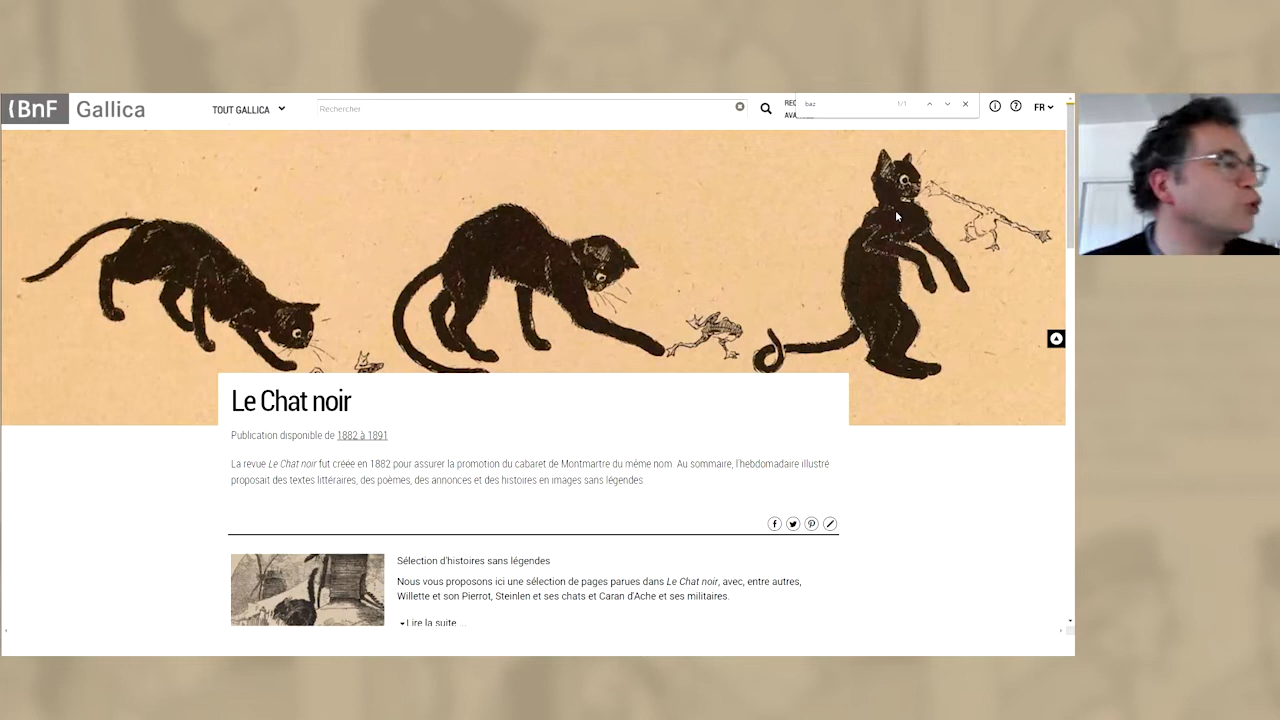 BnF Gallica TOUT GALLICA Rechercher baz 1/1 FR
Le Chat noir
Publication disponible de 1882 à 1891
La revue Le Chat noir fut créée en 1882 pour assurer la promotion du cabaret de Montmartre du même nom. Au sommaire, l'hebdomadaire illustré
proposait des textes littéraires, des poèmes, des annonces et des histoires en images sans légendes.
Sélection d'histoires sans légendes
Nous vous proposons ici une sélection de pages parues dans Le Chat noir, avec, entre autres,
Willette et son Pierrot, Steinlen et ses chats et Caran d'Ache et ses militaires.
Lire la suite ...